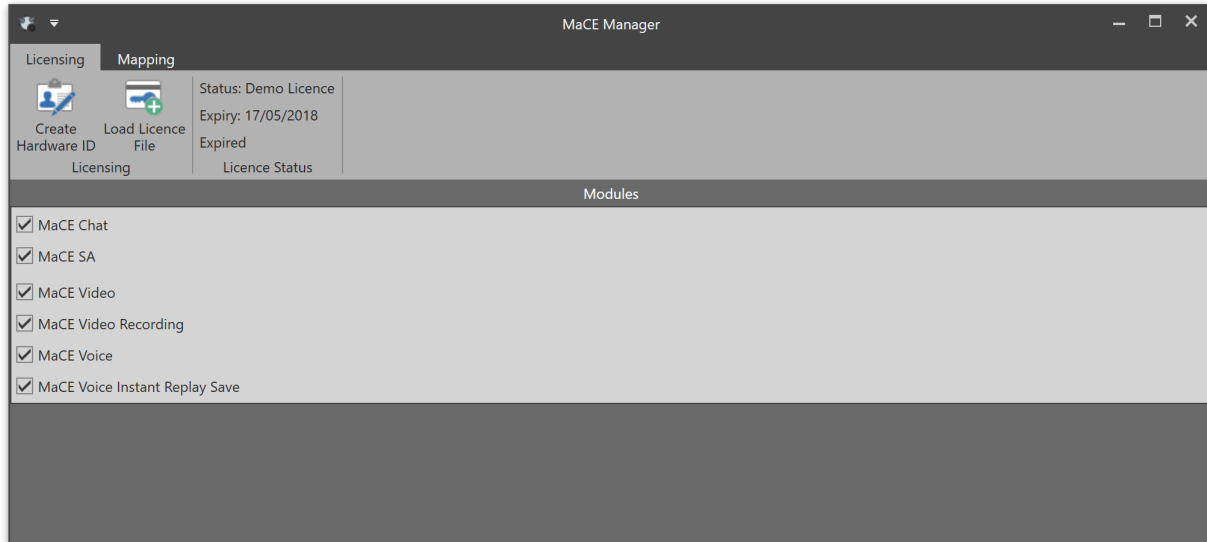 MaCE Manager
Licensing Mapping
Create
Hardware ID
Load Licence
File
Licensing
Status: Demo Licence
Expiry: 17/05/2018
Expired
Licence Status
Modules
MaCE Chat
MaCE SA
MaCE Video
MaCE Video Recording
MaCE Voice
MaCE Voice Instant Replay Save